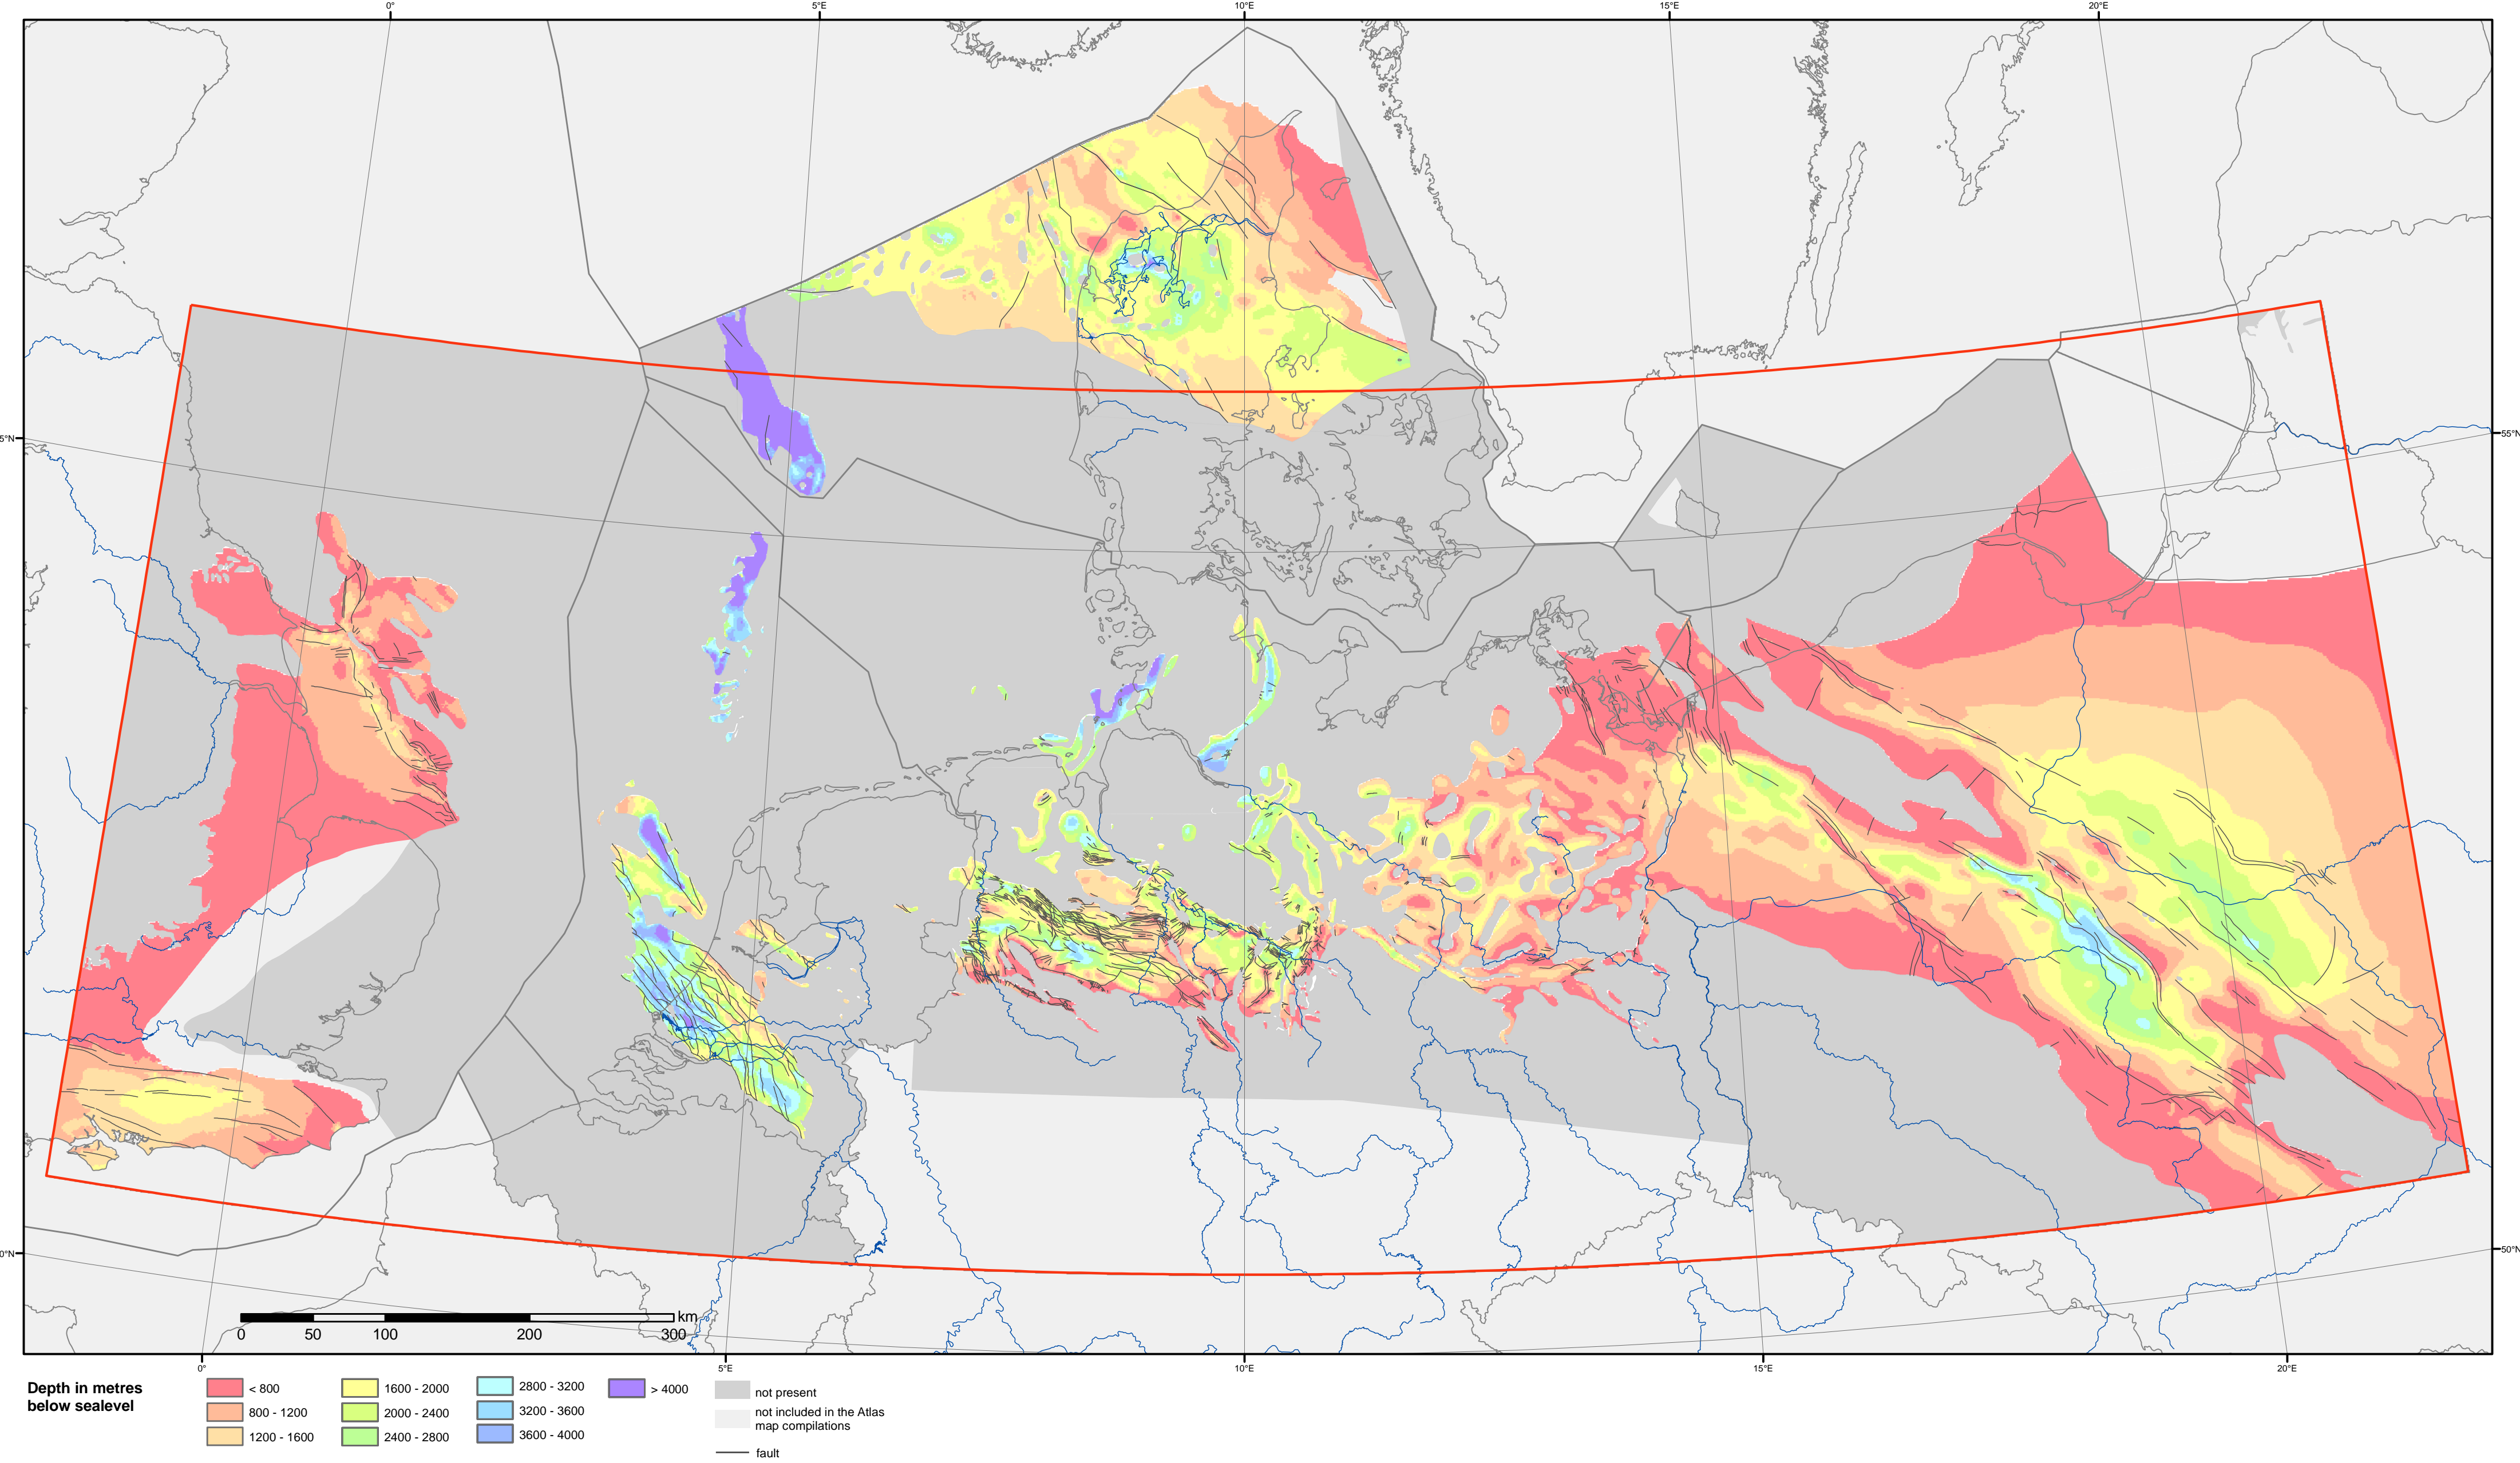 0° 5°E 10°E 15°E 20°E
5°N 55°N
0°N 50°N
km
0 50 100 200 300
0° 5°E 10°E 15°E 20°E
Depth in metres
below sealevel
< 800
800 - 1200
1200 - 1600
1600 - 2000
2000 - 2400
2400 - 2800
2800 - 3200
3200 - 3600
3600 - 4000
> 4000
not present
not included in the Atlas
map compilations
fault